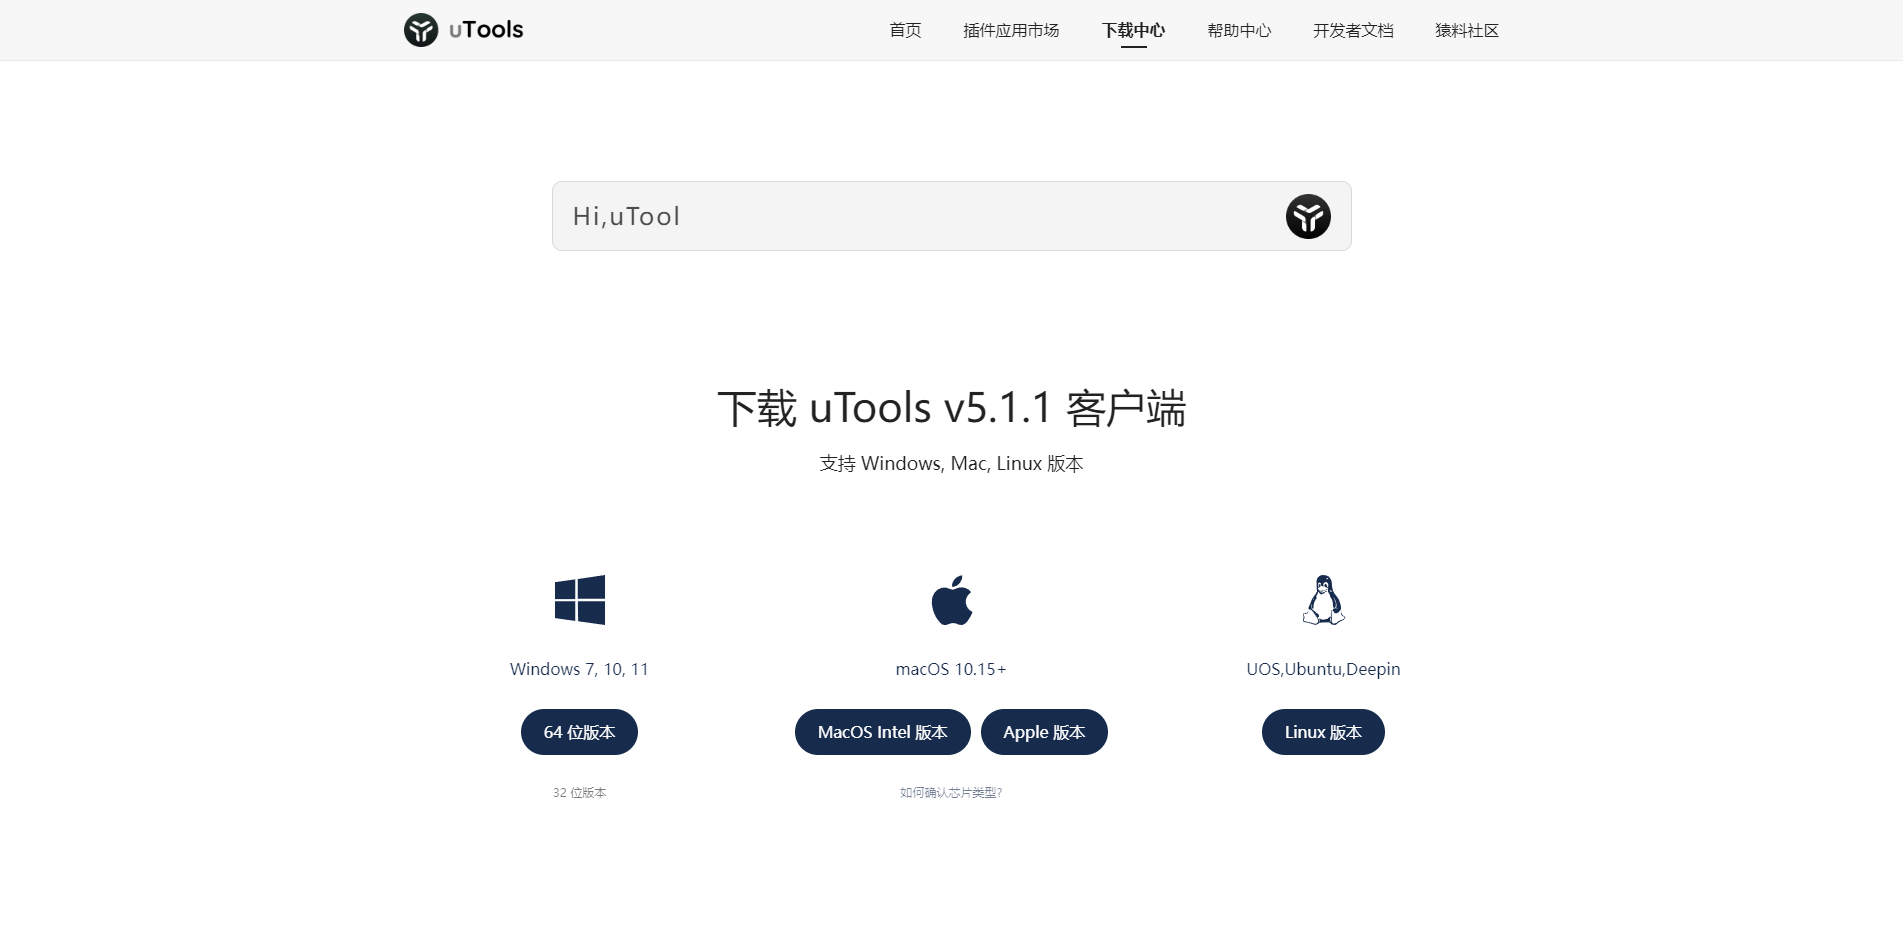 uTools
首页 插件应用市场 下载中心 帮助中心 开发者文档 猿料社区
Hi,uTool
下载 uTools v5.1.1 客户端
支持 Windows, Mac, Linux 版本
Windows 7, 10, 11
macOS 10.15+
UOS,Ubuntu,Deepin
64 位版本
MacOS Intel 版本
Apple 版本
Linux 版本
32 位版本
如何确认芯片类型?